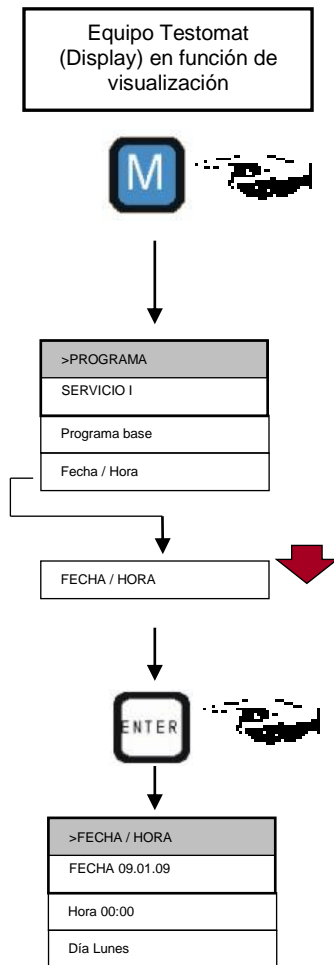 Equipo Testomat
(Display) en función de
visualización
M
>PROGRAMA
SERVICIO I
Programa base
Fecha / Hora
FECHA / HORA
ENTER
>FECHA / HORA
FECHA 09.01.09
Hora 00:00
Día Lunes